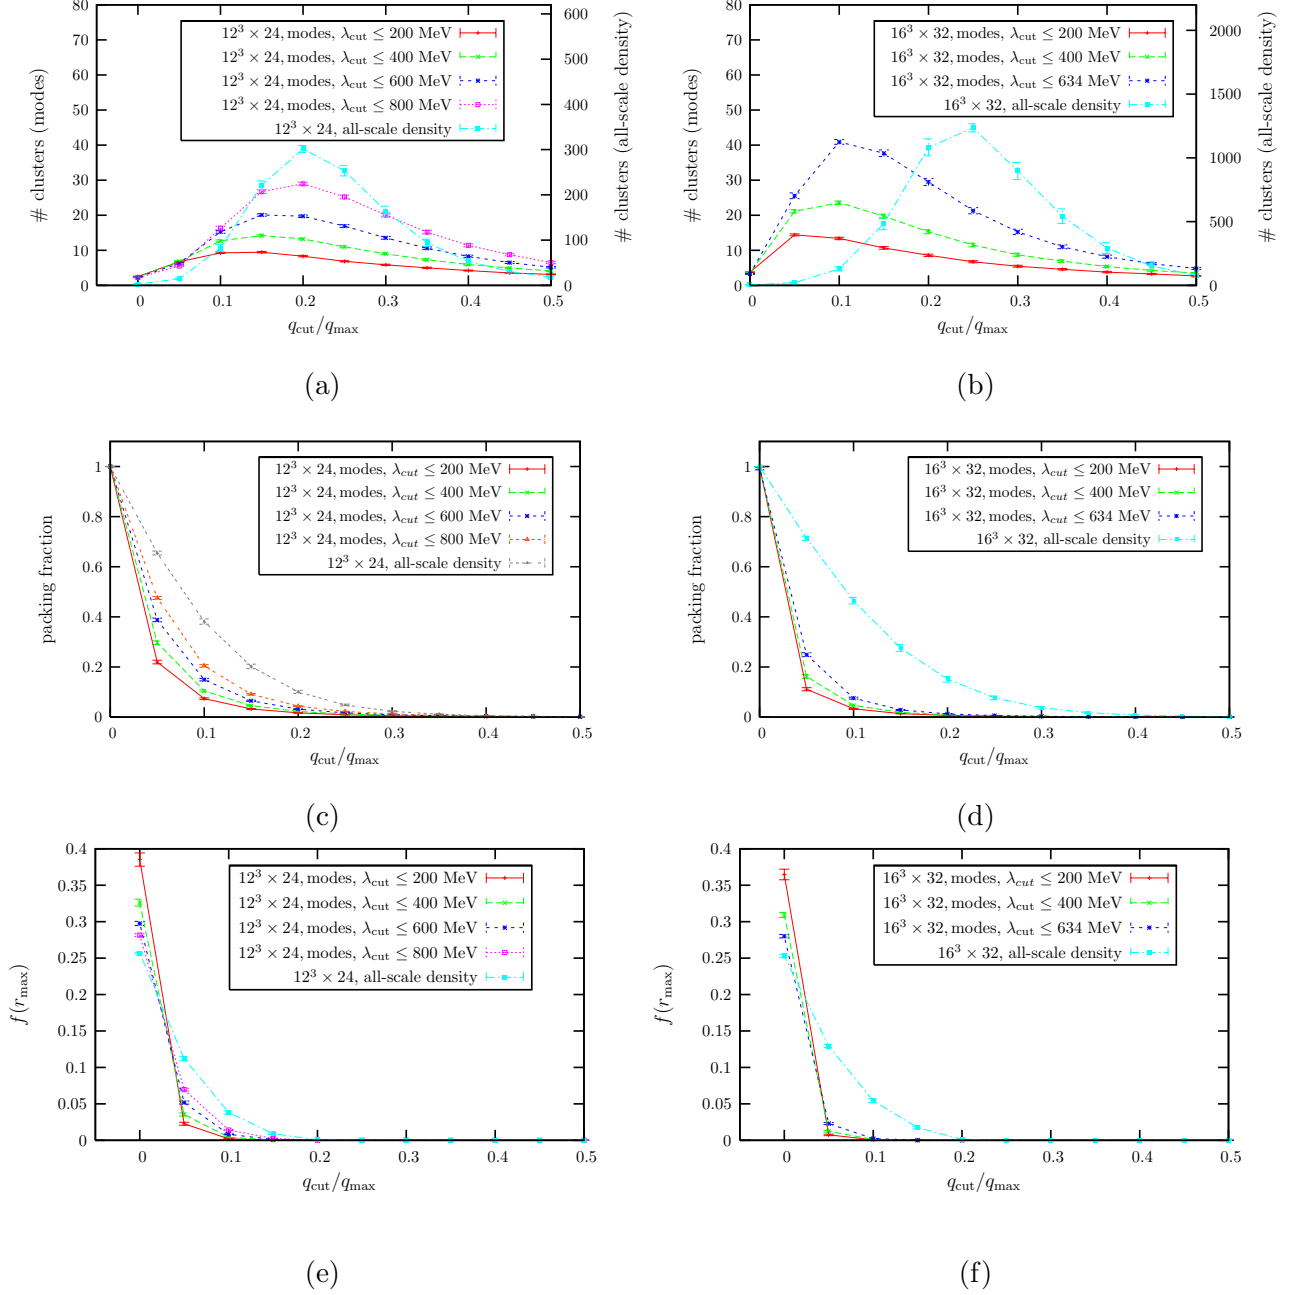 # clusters (modes)
80
70
60
50
40
30
20
10
0
12³ × 24, modes, λcut ≤ 200 MeV
12³ × 24, modes, λcut ≤ 400 MeV
12³ × 24, modes, λcut ≤ 600 MeV
12³ × 24, modes, λcut ≤ 800 MeV
12³ × 24, all-scale density
600
500
400
300
200
100
0
# clusters (all-scale density)
0 0.1 0.2 0.3 0.4 0.5
qcut/qmax
(a)
# clusters (modes)
80
70
60
50
40
30
20
10
0
16³ × 32, modes, λcut ≤ 200 MeV
16³ × 32, modes, λcut ≤ 400
16³ × 32, modes, λcut ≤ 634 MeV
16³ × 32, all-scale density
2000
1500
1000
500
0
# clusters (all-scale density)
0 0.1 0.2 0.3 0.4 0.5
qcut/qmax
(b)
packing fraction
1
0.8
0.6
0.4
0.2
0
12³ × 24, modes, λcut ≤ 200 MeV
12³ × 24, modes, λcut ≤ 400 MeV
12³ × 24, modes, λcut ≤ 600 MeV
12³ × 24, modes, λcut ≤ 800 MeV
12³ × 24, all-scale density
0 0.1 0.2 0.3 0.4 0.5
qcut/qmax
(c)
packing fraction
1
0.8
0.6
0.4
0.2
0
16³ × 32, modes, λcut ≤ 200 MeV
16³ × 32, modes, λcut ≤ 400
16³ × 32, modes, λcut ≤ 634 MeV
16³ × 32, all-scale density
0 0.1 0.2 0.3 0.4 0.5
qcut/qmax
(d)
f(rmax)
0.4
0.35
0.3
0.25
0.2
0.15
0.1
0.05
0
12³ × 24, modes, λcut ≤ 200 MeV
12³ × 24, modes, λcut ≤ 400 MeV
12³ × 24, modes, λcut ≤ 600 MeV
12³ × 24, modes, λcut ≤ 800 MeV
12³ × 24, all-scale density
0 0.1 0.2 0.3 0.4 0.5
qcut/qmax
(e)
f(rmax)
0.4
0.35
0.3
0.25
0.2
0.15
0.1
0.05
0
16³ × 32, modes, λcut ≤ 200 MeV
16³ × 32, modes, λcut ≤ 400 MeV
16³ × 32, modes, λcut ≤ 634 MeV
16³ × 32, all-scale density
0 0.1 0.2 0.3 0.4 0.5
qcut/qmax
(f)